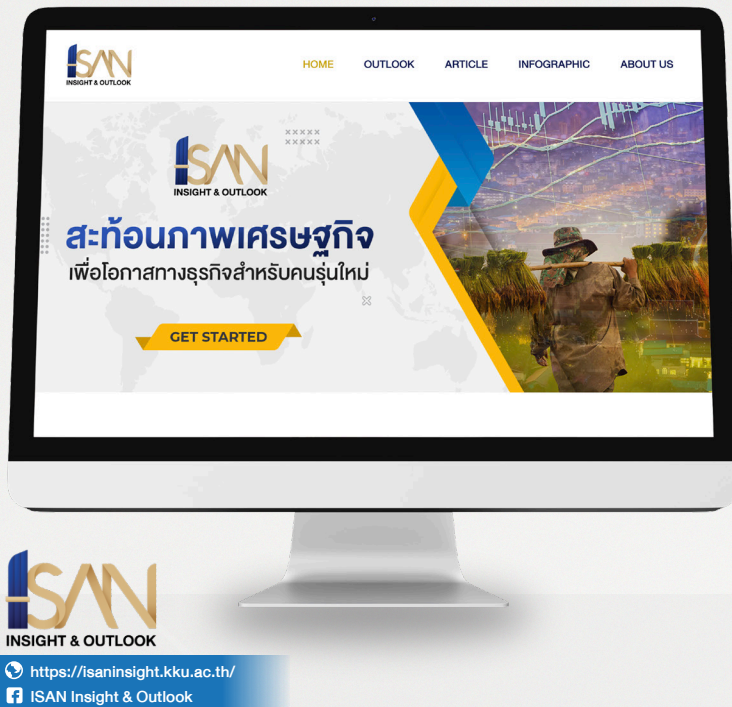 ISAN
INSIGHT & OUTLOOK
HOME OUTLOOK ARTICLE INFOGRAPHIC ABOUT US
ISAN
INSIGHT & OUTLOOK
สะท้อนภาพเศรษฐกิจ
เพื่อโอกาสทางธุรกิจสำหรับคนรุ่นใหม่
GET STARTED
ISAN
INSIGHT & OUTLOOK
https://isaninsight.kku.ac.th/
ISAN Insight & Outlook